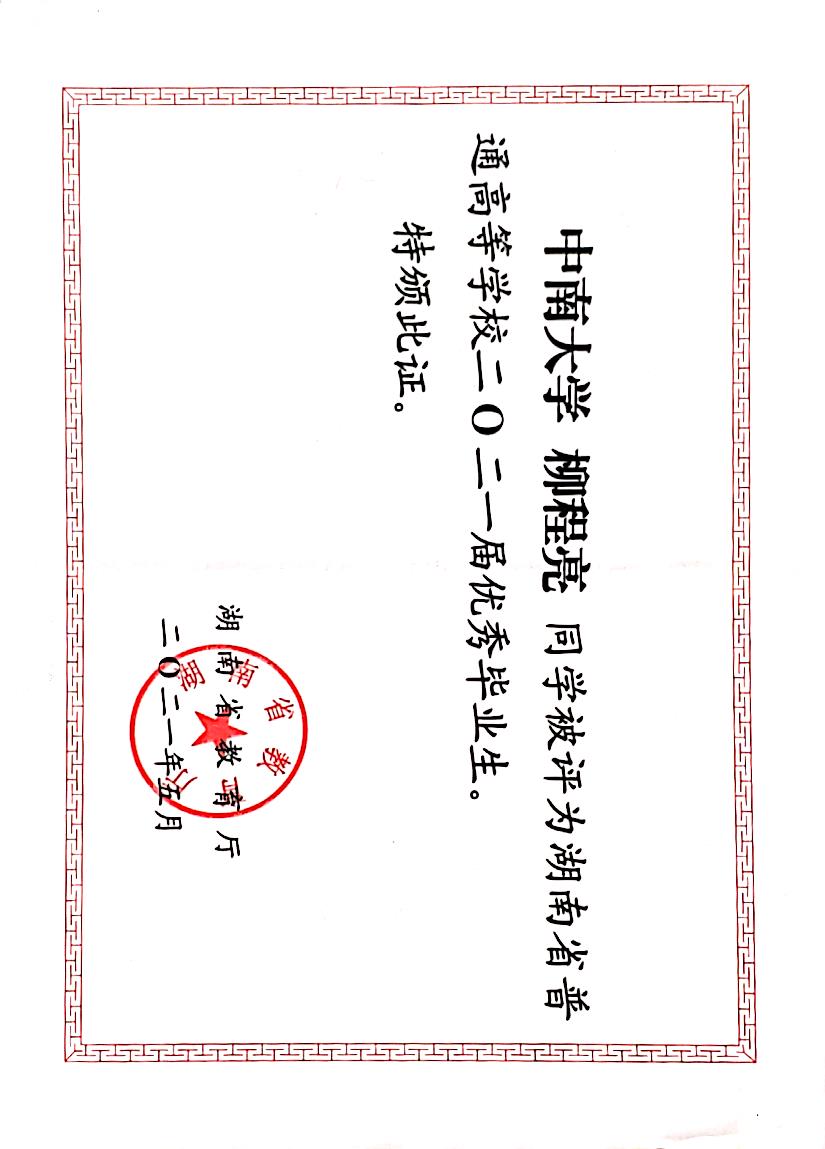 中南大学 柳程亮 同学被评为湖南省普
通高等学校二O二一届优秀毕业生。
特颁此证。
湖南省教育厅
湖南省教育厅
二O二一年五月